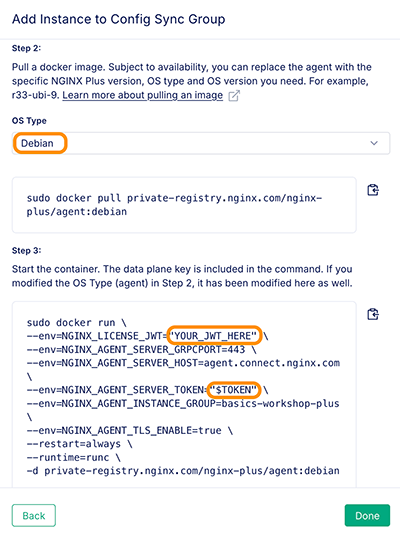 Add Instance to Config Sync Group
Step 2:
Pull a docker image. Subject to availability, you can replace the agent with the
specific NGINX Plus version, OS type and OS version you need. For example,
r33-ubi-9. Learn more about pulling an image
OS Type
Debian
sudo docker pull private-registry.nginx.com/nginx-
plus/agent:debian
Step 3:
Start the container. The data plane key is included in the command. If you
modified the OS Type (agent) in Step 2, it has been modified here as well.
sudo docker run \
--env=NGINX_LICENSE_JWT="YOUR_JWT_HERE" \
--env=NGINX_AGENT_SERVER_GRPCPORT=443 \
--env=NGINX_AGENT_SERVER_HOST=agent.connect.nginx.com
\
--env=NGINX_AGENT_SERVER_TOKEN="$TOKEN" \
--env=NGINX_AGENT_INSTANCE_GROUP=basics-workshop-plus
\
--env=NGINX_AGENT_TLS_ENABLE=true \
--restart=always \
--runtime=runc \
-d private-registry.nginx.com/nginx-plus/agent:debian
Back
Done